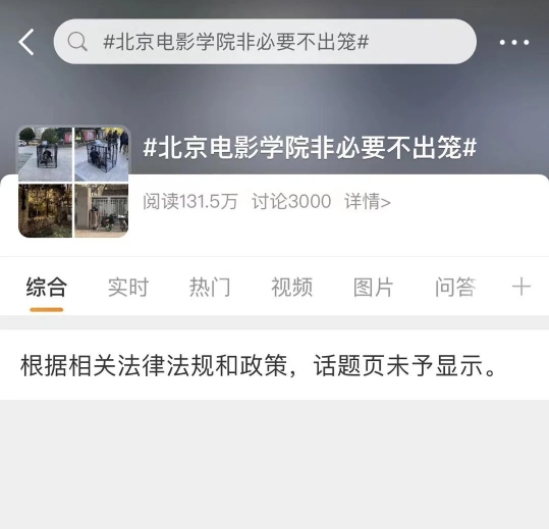 #北京电影学院非必要不出笼#
#北京电影学院非必要不出笼#
阅读131.5万 讨论3000 详情>
综合 实时 热门 视频 图片 问答
根据相关法律法规和政策，话题页未予显示。